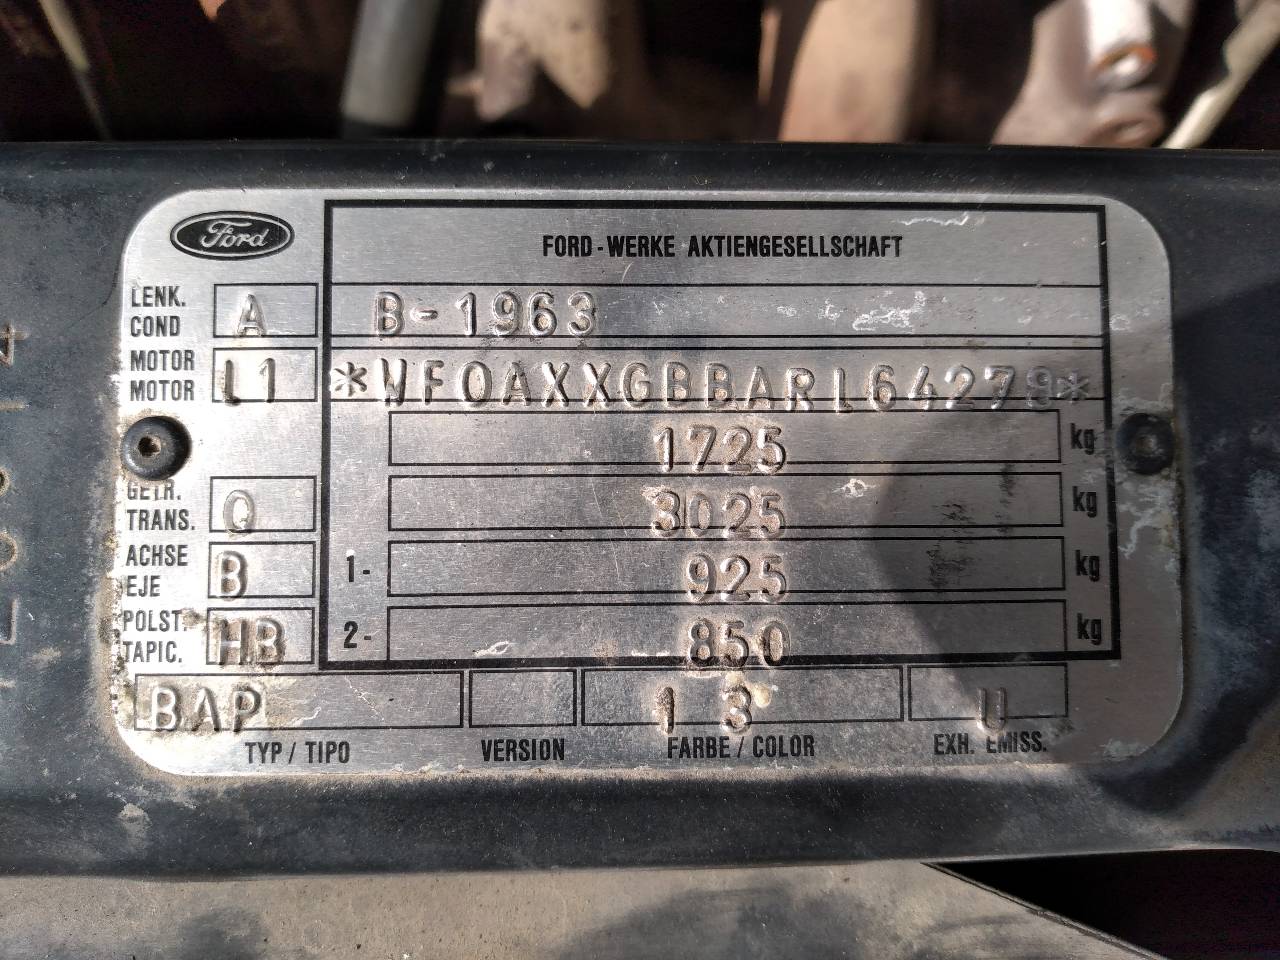 Ford
FORD-WERKE AKTIENGESELLSCHAFT
LENK.
COND
A
B-1963
MOTOR
MOTOR
L1
*WF0AXXGBBARL64278*
1725 kg
GETR.
TRANS.
Q
3025 kg
ACHSE
EJE
B
1- 925 kg
POLST.
TAPIC.
HB
2- 850 kg
BAP
1 3
U
TYP / TIPO
VERSION
FARBE / COLOR
EXH. EMISS.